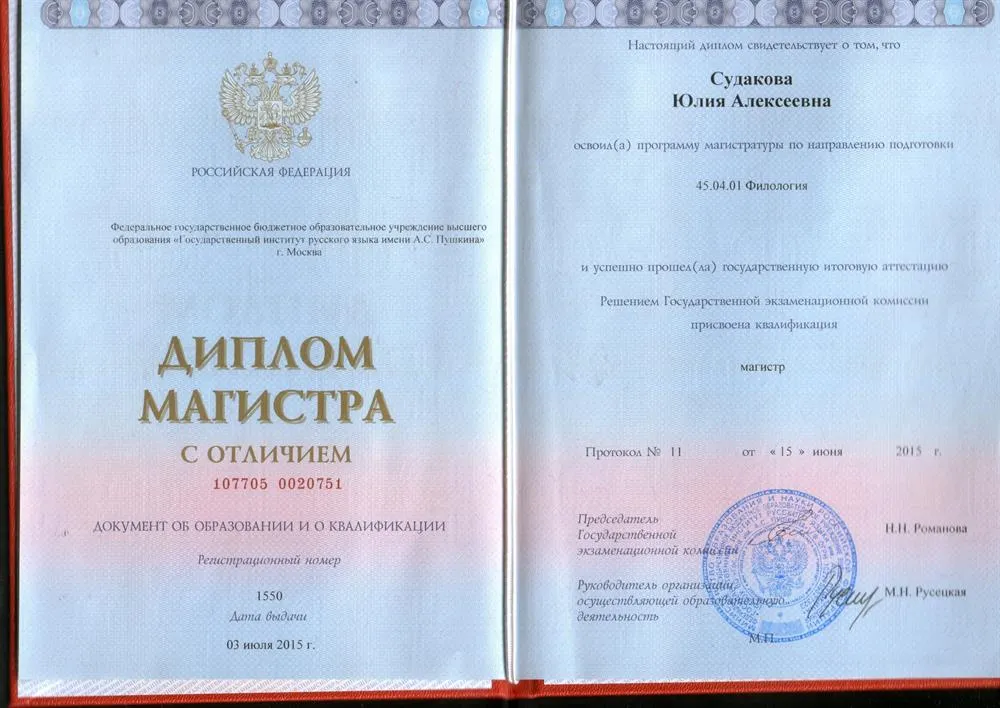 РОССИЙСКАЯ ФЕДЕРАЦИЯ
Федеральное государственное бюджетное образовательное учреждение высшего
образования «Государственный институт русского языка имени А.С. Пушкина»
г. Москва
ДИПЛОМ
МАГИСТРА
С ОТЛИЧИЕМ
107705 0020751
ДОКУМЕНТ ОБ ОБРАЗОВАНИИ И О КВАЛИФИКАЦИИ
Регистрационный номер
1550
Дата выдачи
03 июля 2015 г.
Настоящий диплом свидетельствует о том, что
Судакова
Юлия Алексеевна
освоил(а) программу магистратуры по направлению подготовки
45.04.01 Филология
и успешно прошел(ла) государственную итоговую аттестацию
Решением Государственной экзаменационной комиссии
присвоена квалификация
магистр
Протокол № 11 от « 15 » июня 2015 г.
Председатель
Государственной
экзаменационной комиссии
Н.Н. Романова
Руководитель организации,
осуществляющей образовательную
деятельность
М.Н. Русецкая
М.П.